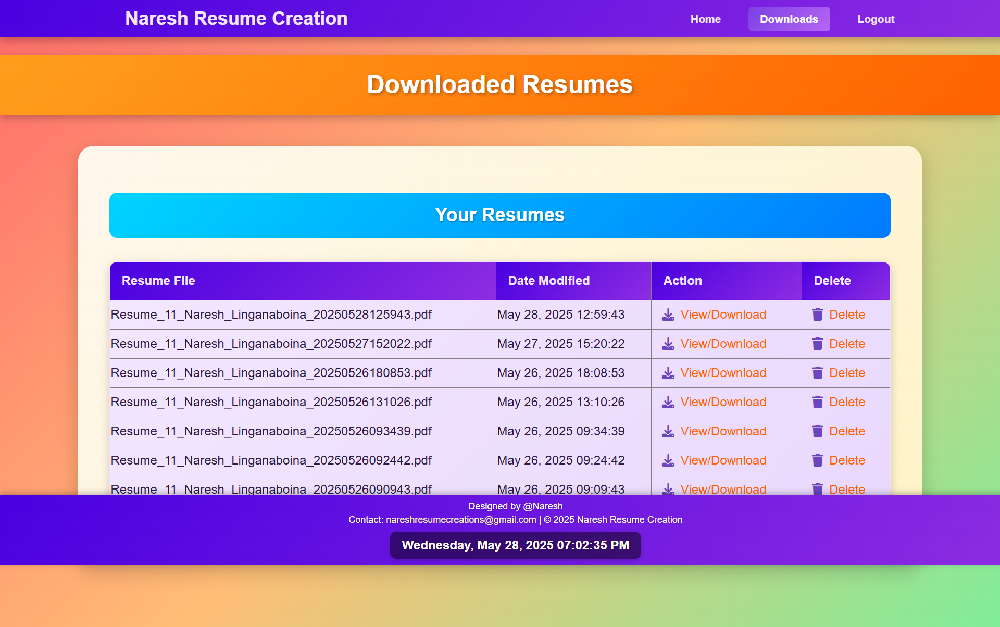 Naresh Resume Creation Home Downloads Logout
Downloaded Resumes
Your Resumes
Resume File Date Modified Action Delete
Resume_11_Naresh_Linganaboina_20250528125943.pdf May 28, 2025 12:59:43 View/Download Delete
Resume_11_Naresh_Linganaboina_20250527152022.pdf May 27, 2025 15:20:22 View/Download Delete
Resume_11_Naresh_Linganaboina_20250526180853.pdf May 26, 2025 18:08:53 View/Download Delete
Resume_11_Naresh_Linganaboina_20250526131026.pdf May 26, 2025 13:10:26 View/Download Delete
Resume_11_Naresh_Linganaboina_20250526093439.pdf May 26, 2025 09:34:39 View/Download Delete
Resume_11_Naresh_Linganaboina_20250526092442.pdf May 26, 2025 09:24:42 View/Download Delete
Resume_11_Naresh_Linganaboina_20250526090943.pdf May 26, 2025 09:09:43 View/Download Delete
Designed by @Naresh
Contact: nareshresumecreations@gmail.com | © 2025 Naresh Resume Creation
Wednesday, May 28, 2025 07:02:35 PM